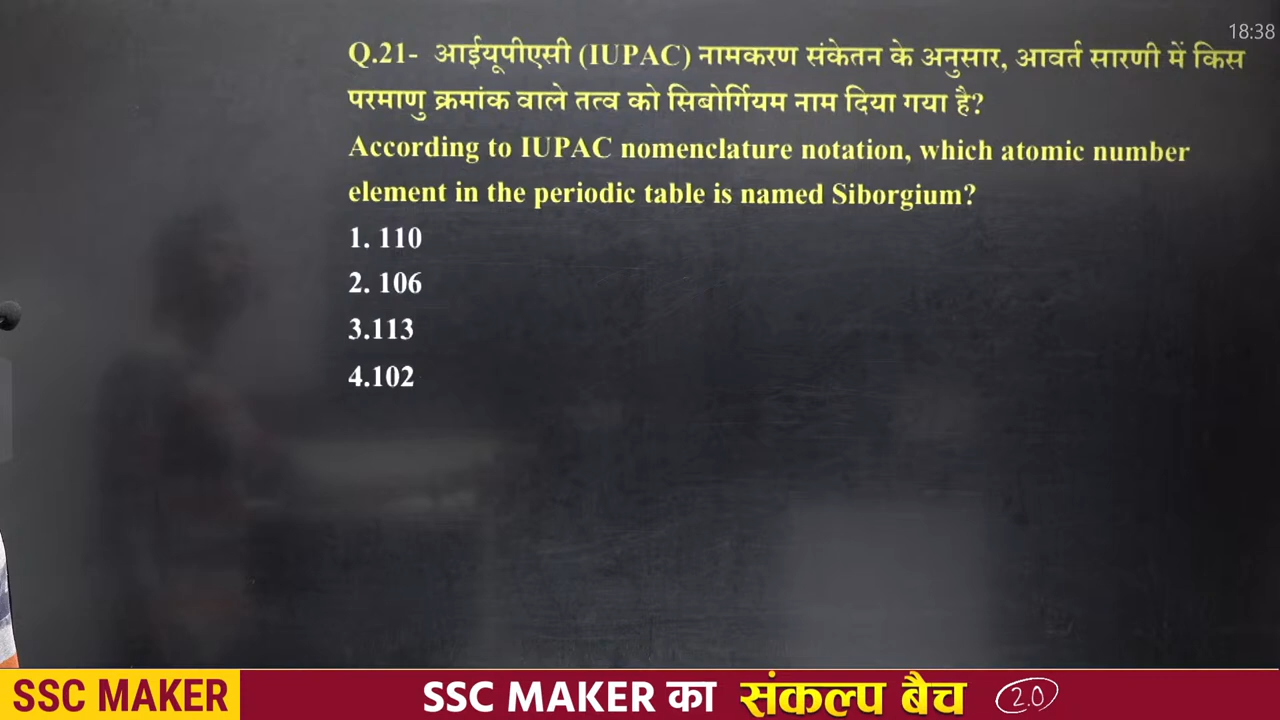 18:38
Q.21- आईयूपीएसी (IUPAC) नामकरण संकेतन के अनुसार, आवर्त सारणी में किस
परमाणु क्रमांक वाले तत्व को सिबोर्गियम नाम दिया गया है?
According to IUPAC nomenclature notation, which atomic number
element in the periodic table is named Siborgium?
1. 110
2. 106
3.113
4.102
SSC MAKER SSC MAKER का संकल्प बैच 2.0